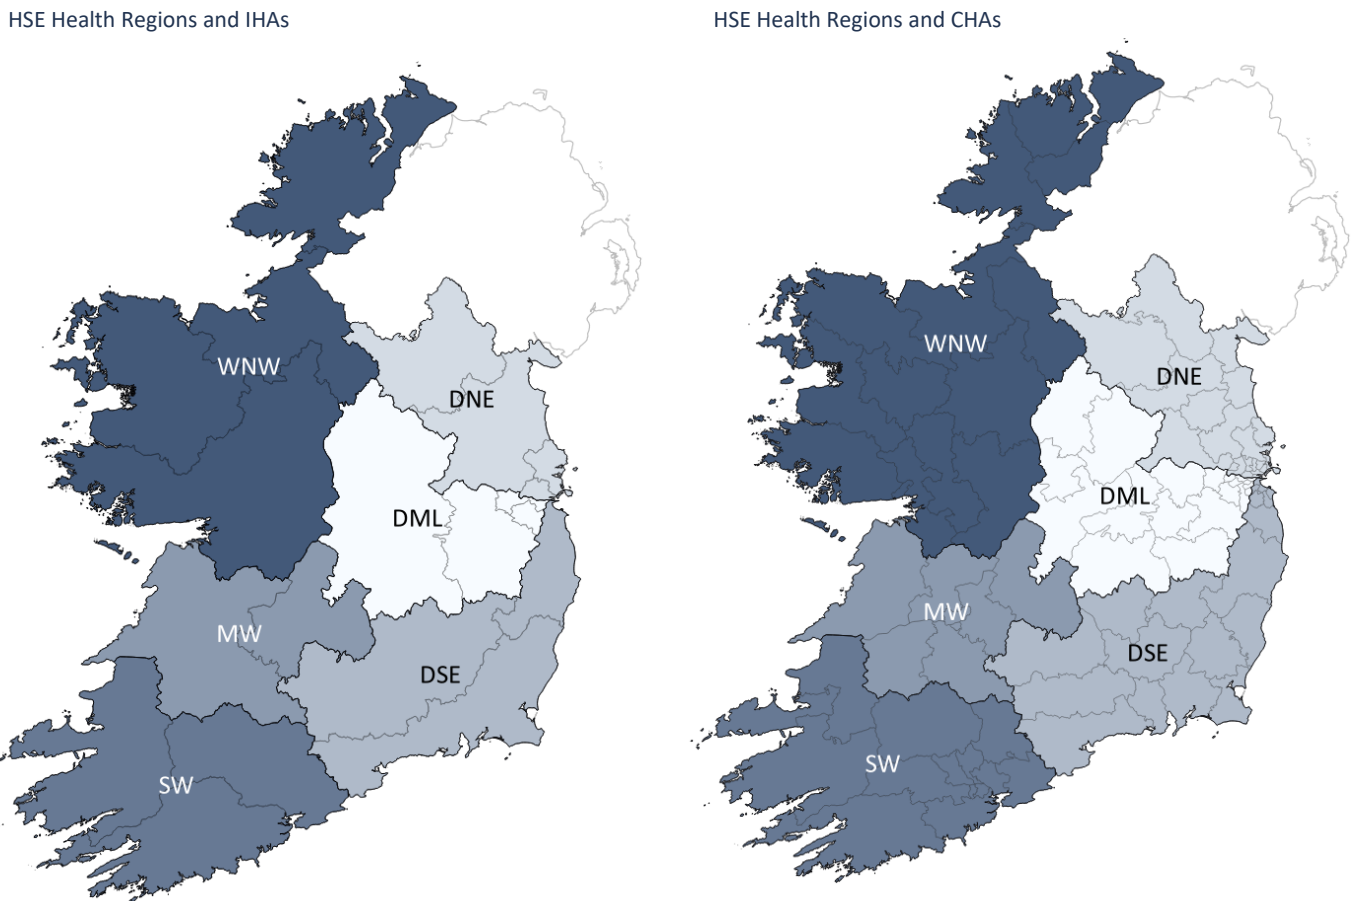 HSE Health Regions and IHAs
HSE Health Regions and CHAs
WNW
DNE
DML
MW
DSE
SW
WNW
DNE
DML
MW
DSE
SW